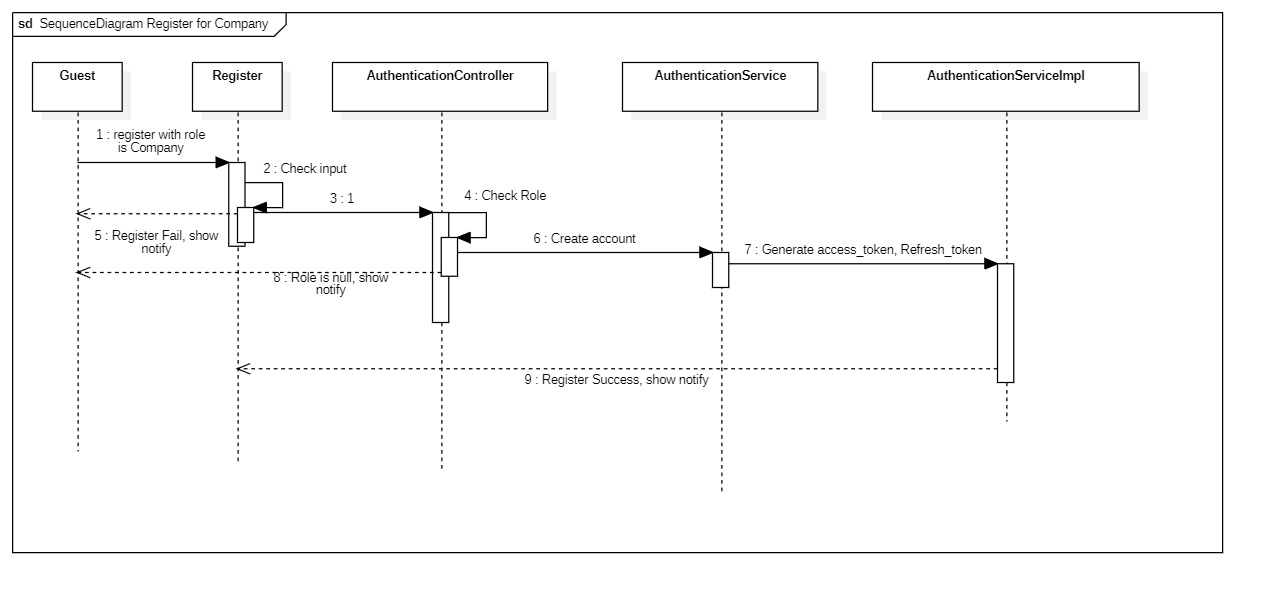 sd SequenceDiagram Register for Company
Guest
Register
AuthenticationController
AuthenticationService
AuthenticationServiceImpl
1 : register with role
is Company
2 : Check input
3 : 1
4 : Check Role
5 : Register Fail, show
notify
6 : Create account
7 : Generate access_token, Refresh_token
8 : Role is null, show
notify
9 : Register Success, show notify